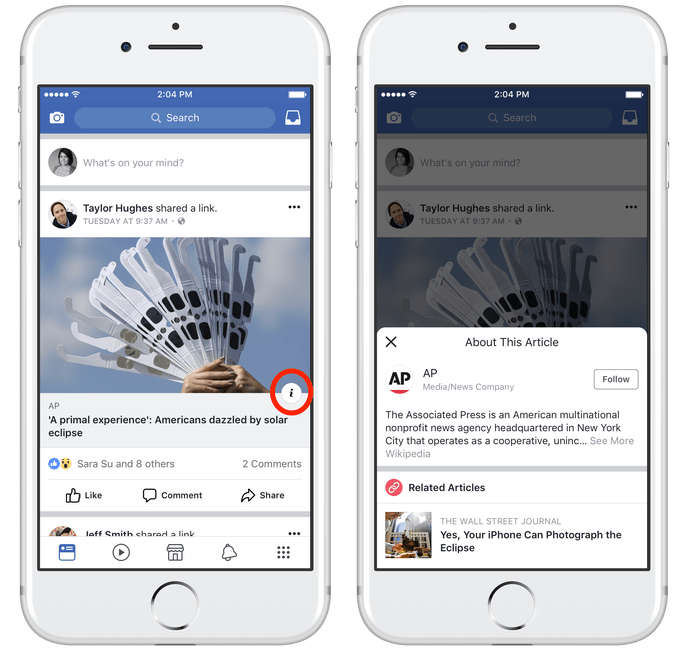 2:04 PM
Search
What's on your mind?
Taylor Hughes shared a link.
TUESDAY AT 9:37 AM
AP
'A primal experience': Americans dazzled by solar
eclipse
Sara Su and 8 others
2 Comments
Like
Comment
Share
Jeff Smith shared a link
2:04 PM
Search
What's on your mind?
Taylor Hughes shared a link.
TUESDAY AT 9:37 AM
About This Article
AP
AP
Media/News Company
Follow
The Associated Press is an American multinational
nonprofit news agency headquartered in New York
City that operates as a cooperative, uninc... See More
Wikipedia
Related Articles
THE WALL STREET JOURNAL
Yes, Your iPhone Can Photograph the
Eclipse